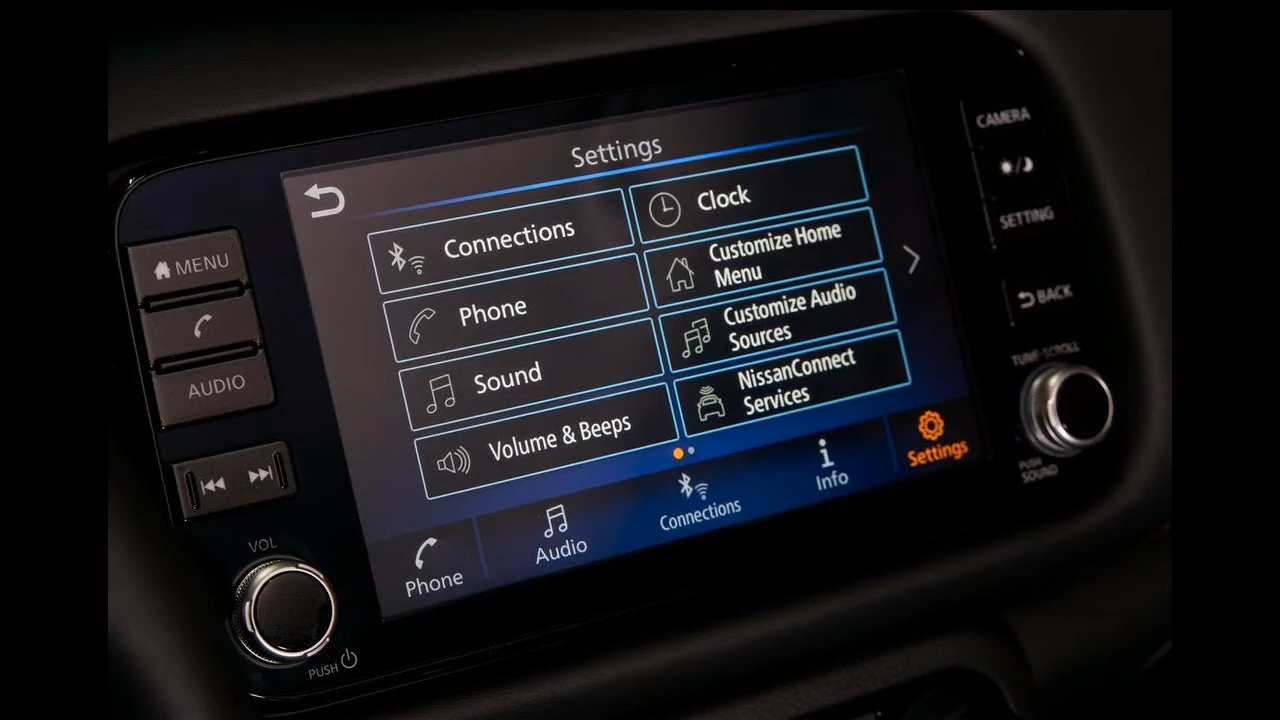 Settings
Connections
Clock
Phone
Customize Home
Menu
Sound
Customize Audio
Sources
Volume & Beeps
NissanConnect
Services
Phone
Audio
Connections
Info
Settings
MENU
AUDIO
VOL
PUSH
CAMERA
SETTING
BACK
TUNE·SCROLL
PUSH
SOUND